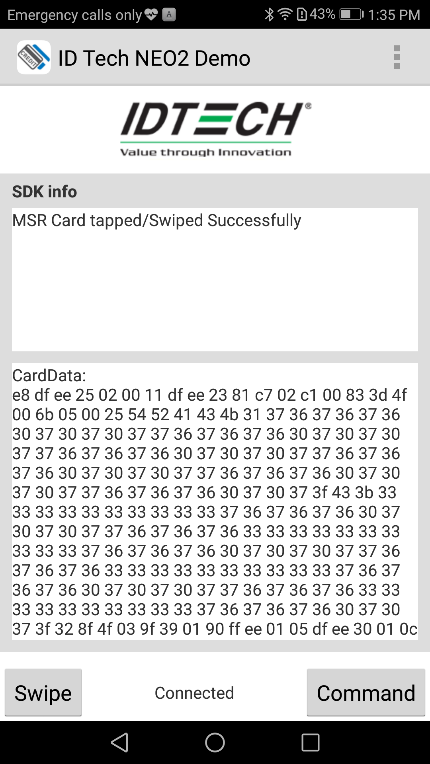 Emergency calls only A 43% 1:35 PM
ID Tech NEO2 Demo
IDTECH®
Value through Innovation
SDK info
MSR Card tapped/Swiped Successfully
CardData:
e8 df ee 25 02 00 11 df ee 23 81 c7 02 c1 00 83 3d 4f
00 6b 05 00 25 54 52 41 43 4b 31 37 36 37 36 37 36
30 37 30 37 30 37 37 36 37 36 37 36 30 37 30 37 30
37 37 36 37 36 37 36 30 37 30 37 30 37 37 36 37 36
37 36 30 37 30 37 30 37 37 36 37 36 37 36 30 37 30
37 30 37 37 36 37 36 37 36 30 37 30 37 3f 43 3b 33
33 33 33 33 33 33 33 33 37 36 37 36 37 36 30 37
30 37 30 37 37 36 37 36 37 36 33 33 33 33 33 33 33
33 33 33 37 36 37 36 37 36 30 37 30 37 30 37 37 36
37 36 37 36 33 33 33 33 33 33 33 33 33 33 37 36 37
36 37 36 30 37 30 37 30 37 37 36 37 36 37 36 33 33
33 33 33 33 33 33 33 33 37 36 37 36 37 36 30 37 30
37 3f 32 8f 4f 03 9f 39 01 90 ff ee 01 05 df ee 30 01 0c
Swipe
Connected
Command